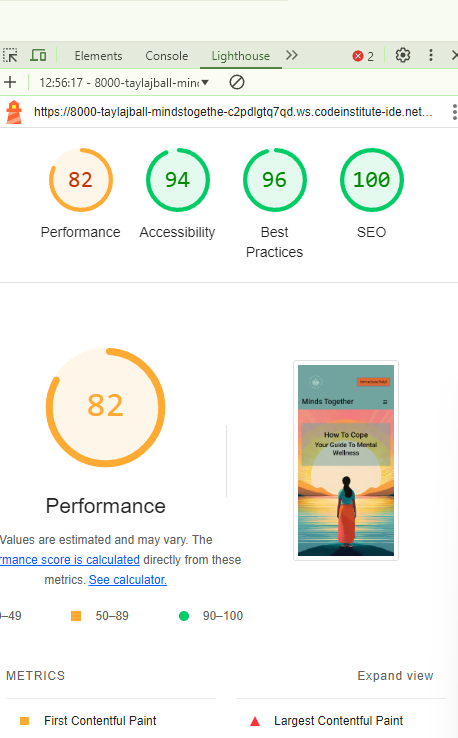 Elements Console Lighthouse 2
12:56:17 - 8000-taylajball-mind
https://8000-taylajball-mindstogethe-c2pdlgtq7qd.ws.codeinstitute-ide.net...
82 94 96 100
Performance Accessibility Best Practices SEO
82
Performance
Values are estimated and may vary. The
rmance score is calculated directly from these
metrics. See calculator.
–49 50–89 90–100
Minds Together
How To Cope
Your Guide To Mental
Wellness
METRICS Expand view
First Contentful Paint Largest Contentful Paint